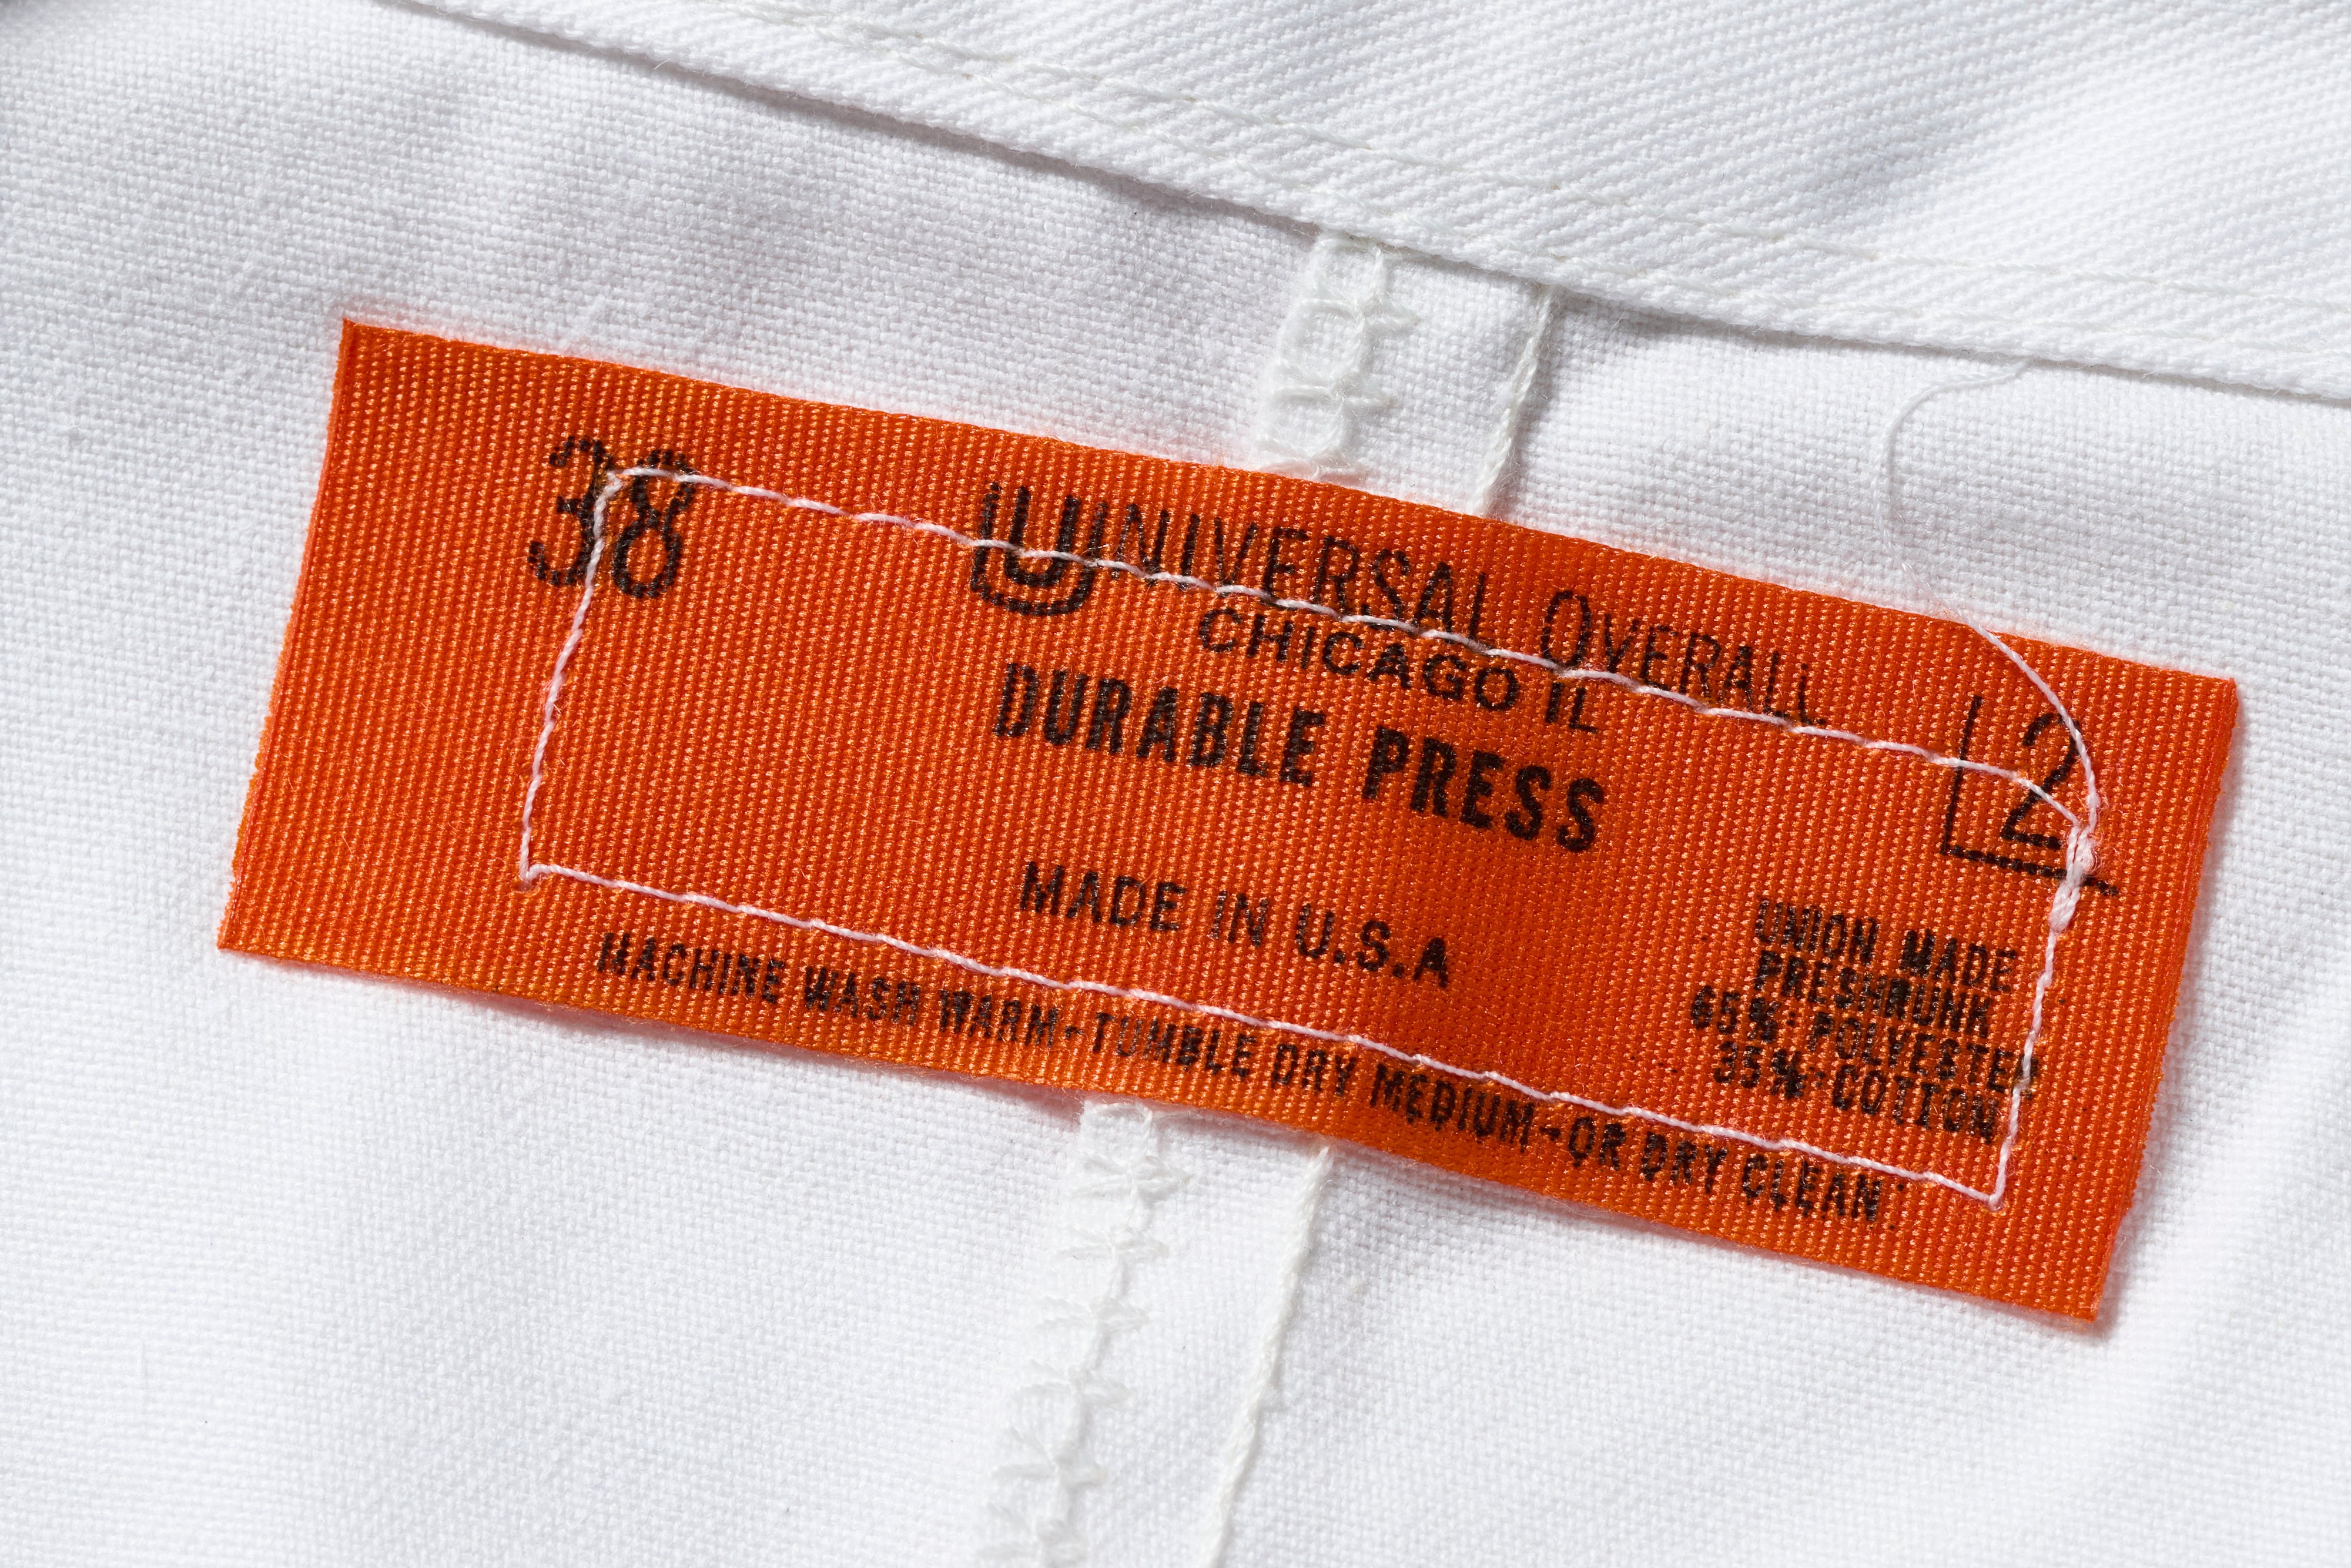 38
UNIVERSAL OVERALL
CHICAGO IL
DURABLE PRESS
L2
MADE IN U.S.A
UNION MADE
PRESHRUNK
65% POLYESTER
35% COTTON
MACHINE WASH WARM-TUMBLE DRY MEDIUM-OR DRY CLEAN